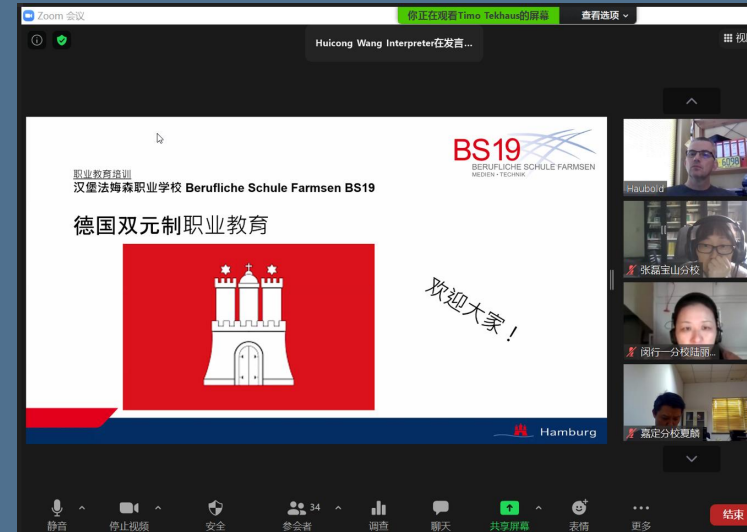 Zoom 会议
你正在观看Timo Tekhaus的屏幕
查看选项
Huicong Wang Interpreter在发言...
视
BS19
BERUFLICHE SCHULE FARMSEN
MEDIEN • TECHNIK
职业教育培训
汉堡法姆森职业学校 Berufliche Schule Farmsen BS19
德国双元制职业教育
欢迎大家！
Hamburg
Haubold
6098
张磊宝山分校
闵行一分校陆丽...
嘉定分校夏麟
静音
停止视频
安全
34
参会者
调查
聊天
共享屏幕
表情
更多
结束